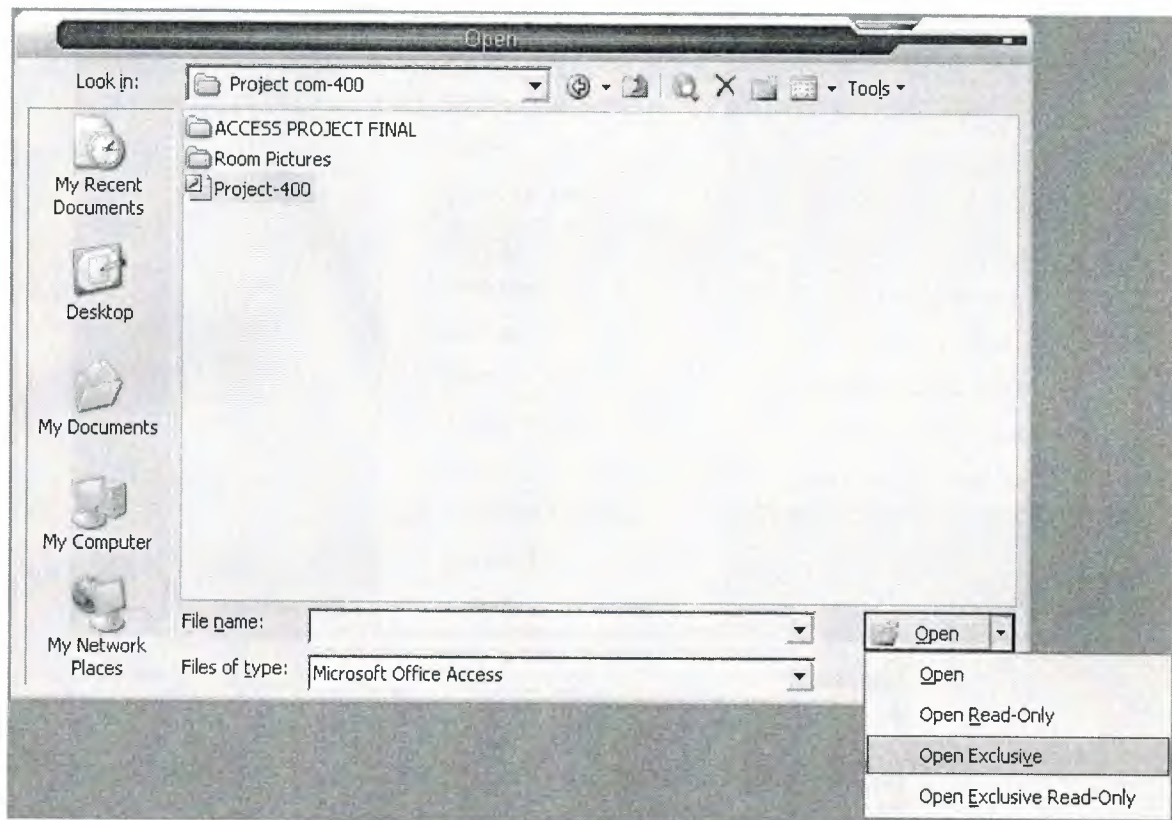 Open
Look in:
Project com-400
Tools
ACCESS PROJECT FINAL
Room Pictures
Project-400
My Recent
Documents
Desktop
My Documents
My Computer
My Network
Places
File name:
Files of type:
Microsoft Office Access
Open
Open
Open Read-Only
Open Exclusive
Open Exclusive Read-Only